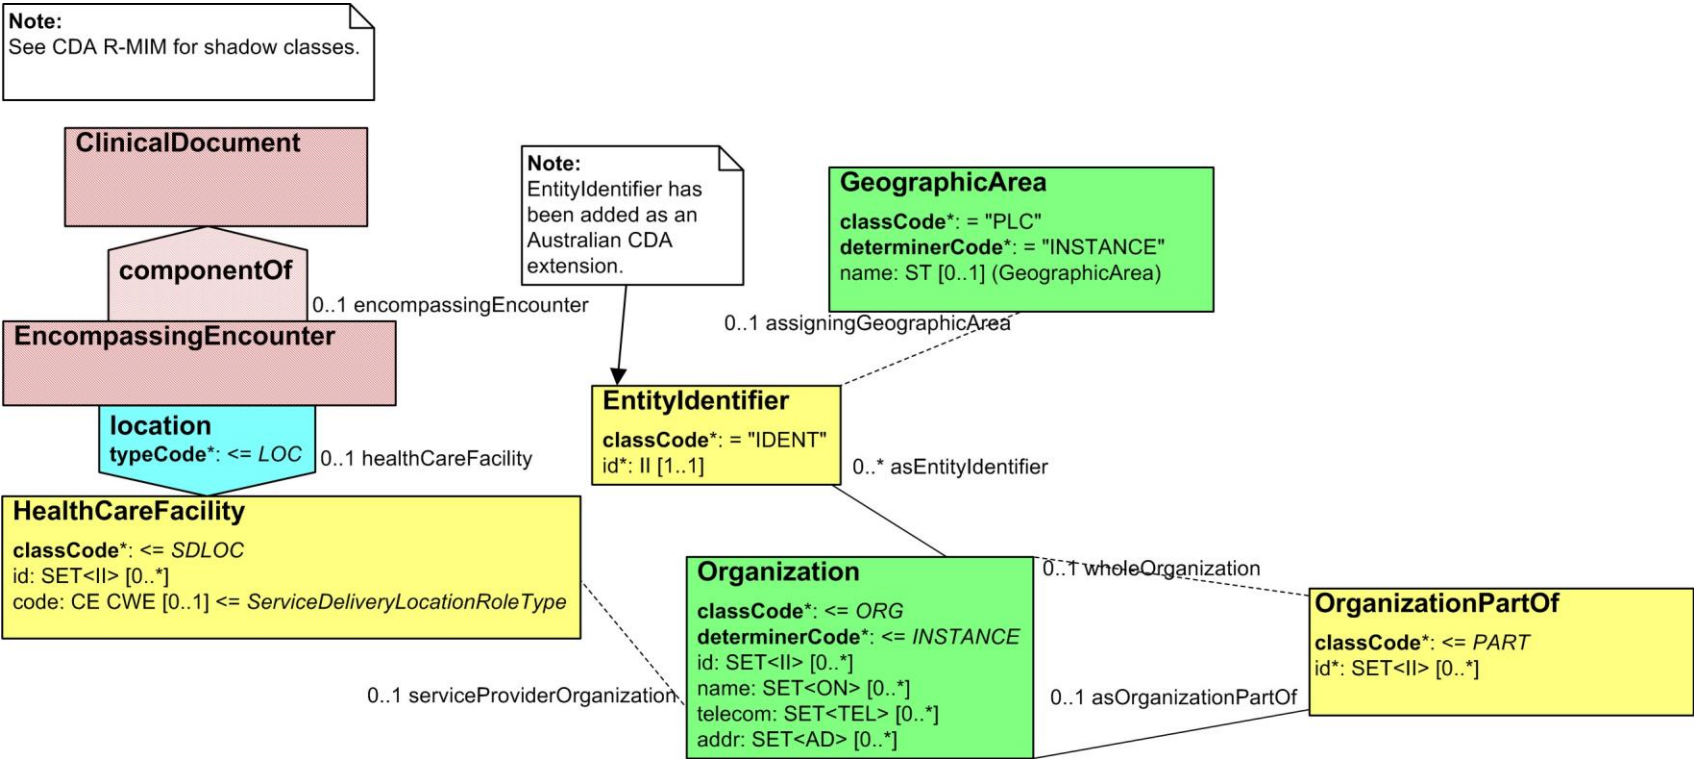 Note:
See CDA R-MIM for shadow classes.
ClinicalDocument
componentOf
0..1 encompassingEncounter
EncompassingEncounter
location
typeCode*: <= LOC
0..1 healthCareFacility
HealthCareFacility
classCode*: <= SDLOC
id: SET<II> [0..*]
code: CE CWE [0..1] <= ServiceDeliveryLocationRoleType
Note:
EntityIdentifier has
been added as an
Australian CDA
extension.
GeographicArea
classCode*: = "PLC"
determinerCode*: = "INSTANCE"
name: ST [0..1] (GeographicArea)
0..1 assigningGeographicArea
EntityIdentifier
classCode*: = "IDENT"
id*: II [1..1]
0..* asEntityIdentifier
Organization
classCode*: <= ORG
determinerCode*: <= INSTANCE
id: SET<II> [0..*]
name: SET<ON> [0..*]
telecom: SET<TEL> [0..*]
addr: SET<AD> [0..*]
0..1 serviceProviderOrganization
0..1 wholeOrganization
OrganizationPartOf
classCode*: <= PART
id*: SET<II> [0..*]
0..1 asOrganizationPartOf